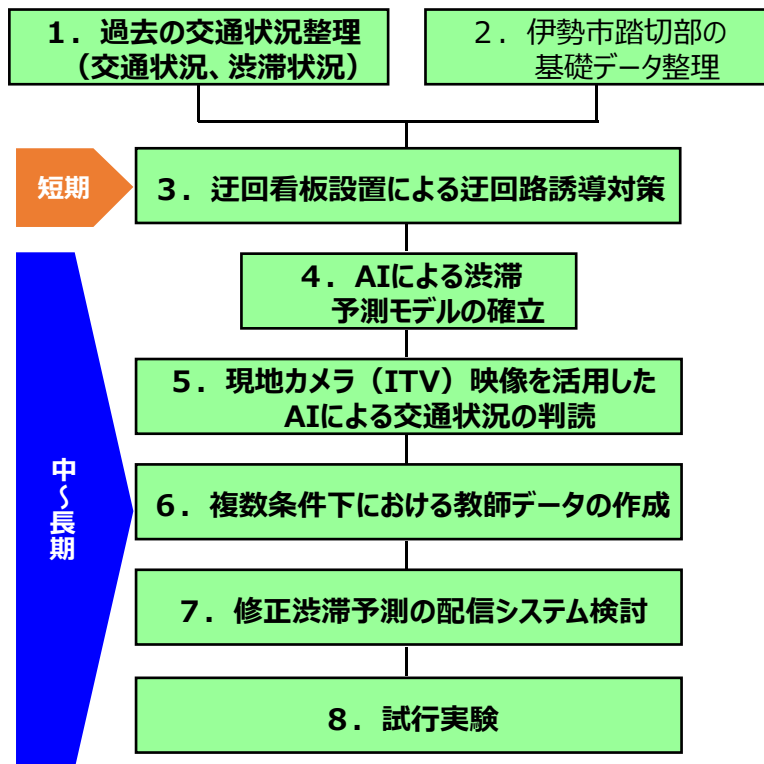 １．過去の交通状況整理
（交通状況、渋滞状況）
２．伊勢市踏切部の
基礎データ整理
短期
３．迂回看板設置による迂回路誘導対策
４．AIによる渋滞
予測モデルの確立
５．現地カメラ（ITV）映像を活用した
AIによる交通状況の判読
中～長期
６．複数条件下における教師データの作成
７．修正渋滞予測の配信システム検討
８．試行実験